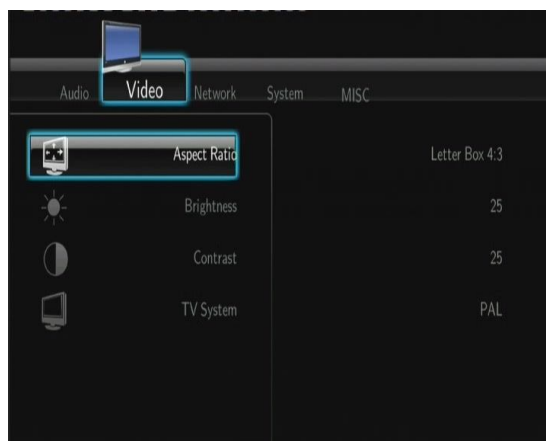 Audio Video Network System MISC
Aspect Ratio Letter Box 4:3
Brightness 25
Contrast 25
TV System PAL